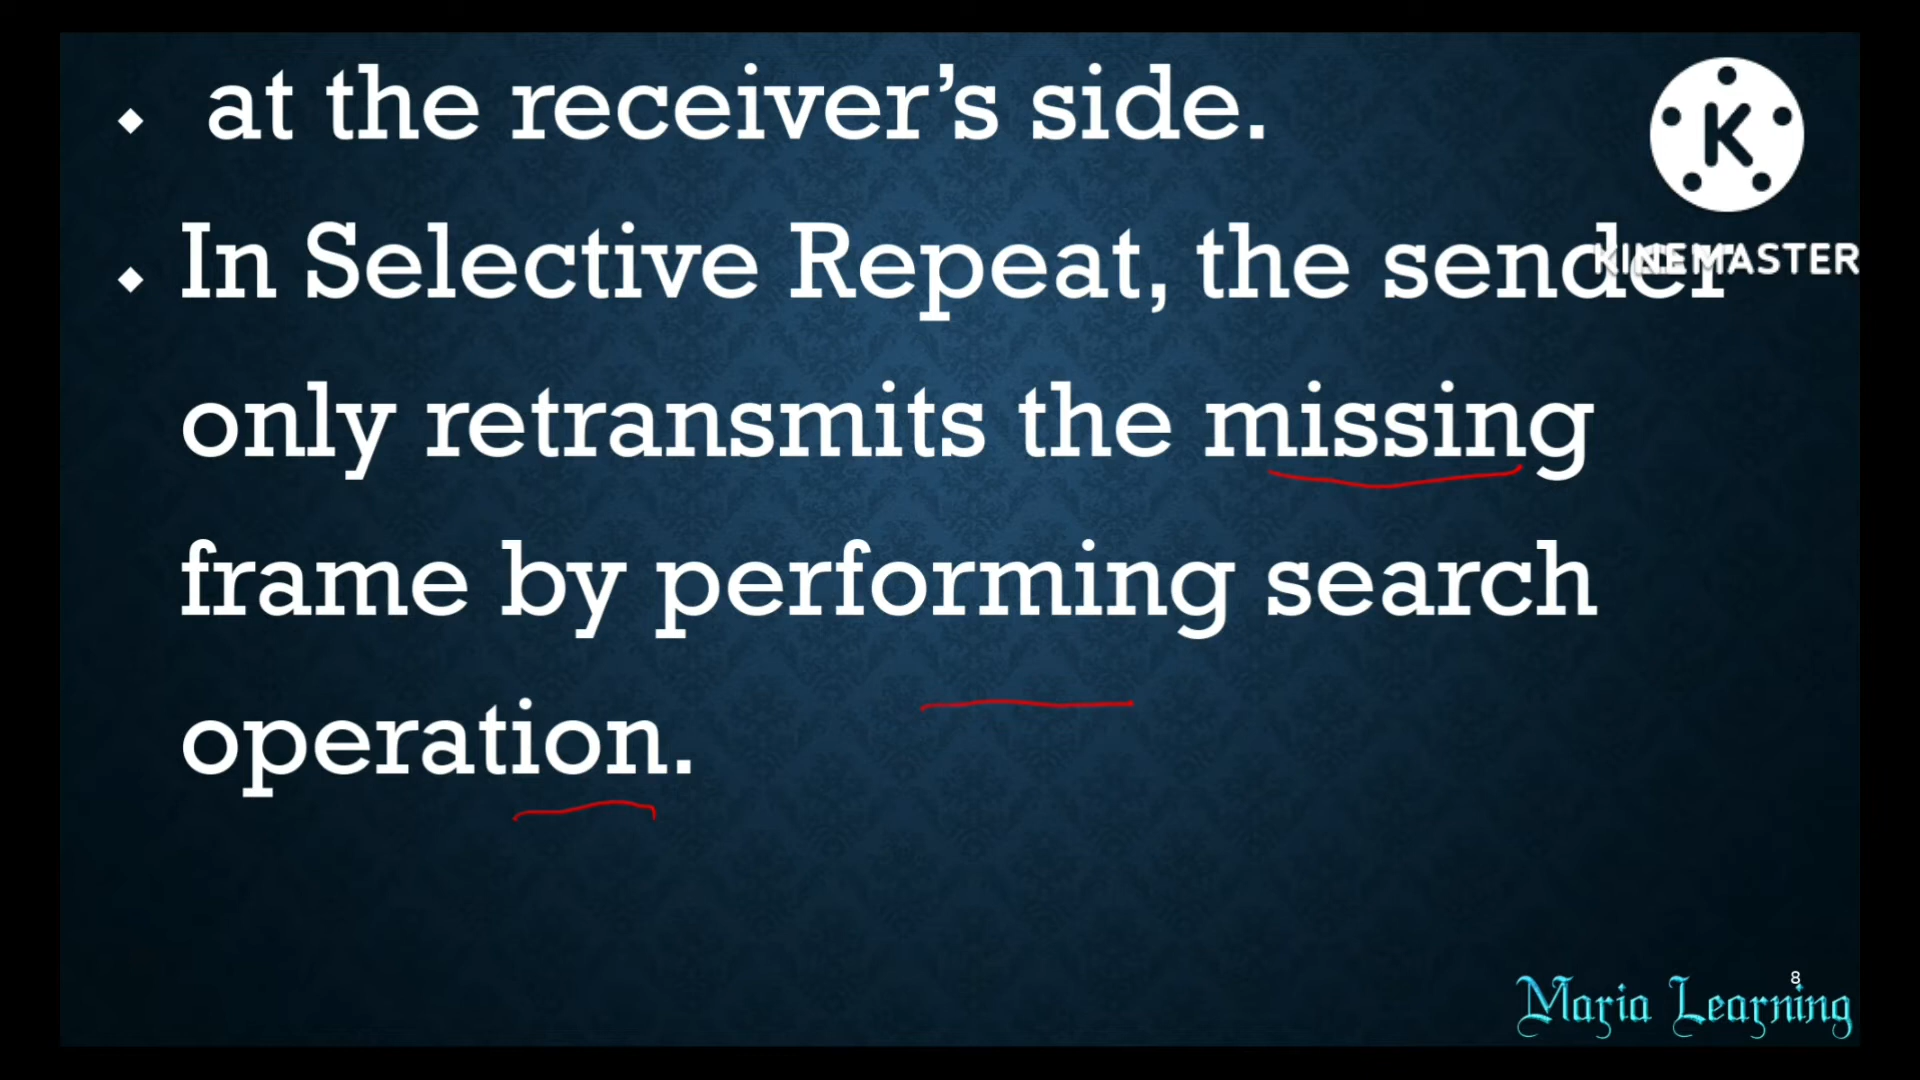 at the receiver’s side.
In Selective Repeat, the sender
KINEMASTER
only retransmits the missing
frame by performing search
operation.
8
Maria Learning